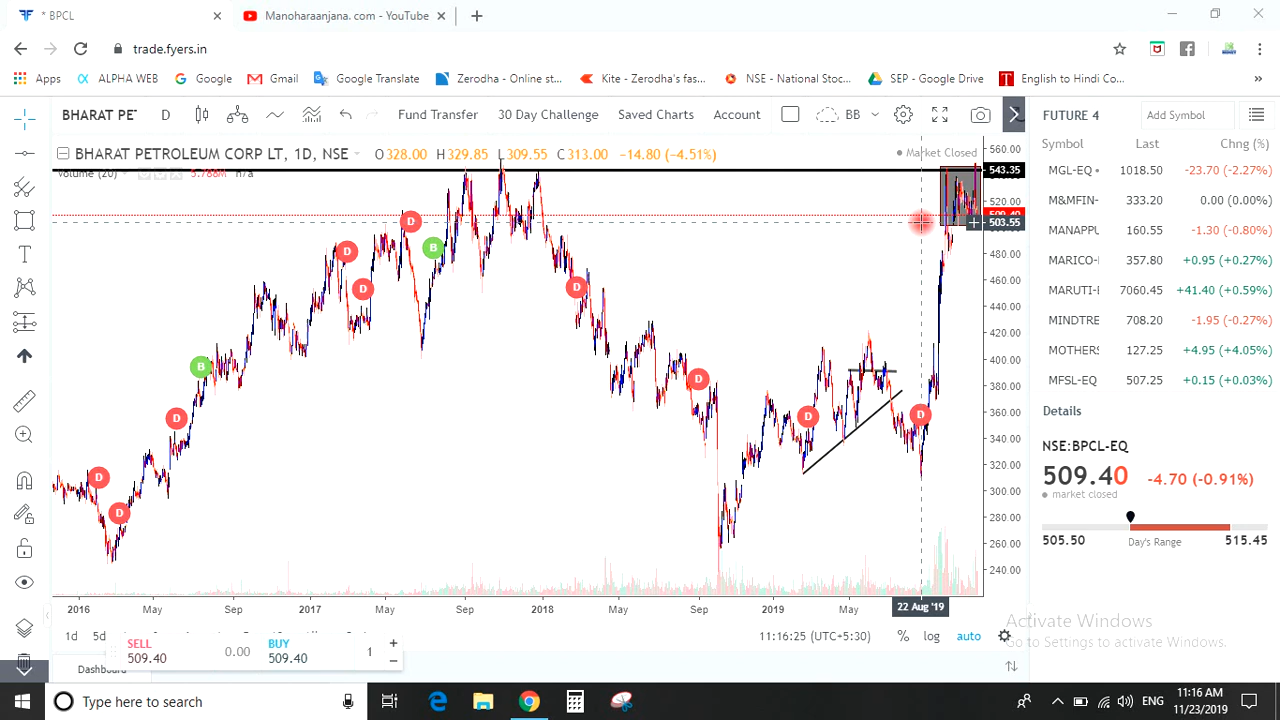 * BPCL
Manoharaanjana. com - YouTube
trade.fyers.in
Apps
ALPHA WEB
Google
Gmail
Google Translate
Zerodha - Online st...
Kite - Zerodha's fas...
NSE - National Stoc...
SEP - Google Drive
English to Hindi Co...
BHARAT PET
D
Fund Transfer
30 Day Challenge
Saved Charts
Account
BB
FUTURE 4
Add Symbol
BHARAT PETROLEUM CORP LT, 1D, NSE
O 328.00 H 329.85 L 309.55 C 313.00 -14.80 (-4.51%)
Market Closed
Volume (20)
5.788M n/a
Symbol Last Chng (%)
MGL-EQ 1018.50 -23.70 (-2.27%)
M&MFIN- 333.20 0.00 (0.00%)
MANAPPU 160.55 -1.30 (-0.80%)
MARICO-I 357.80 +0.95 (+0.27%)
MARUTI-E 7060.45 +41.40 (+0.59%)
MINDTRE 708.20 -1.95 (-0.27%)
MOTHERS 127.25 +4.95 (+4.05%)
MFSL-EQ 507.25 +0.15 (+0.03%)
Details
NSE:BPCL-EQ
509.40 -4.70 (-0.91%)
market closed
505.50 Day's Range 515.45
560.00
543.35
520.00
509.40
503.55
480.00
460.00
440.00
420.00
400.00
380.00
360.00
340.00
320.00
300.00
280.00
260.00
240.00
D
D
D
B
D
D
D
B
D
D
D
D
2016 May Sep 2017 May Sep 2018 May Sep 2019 May 22 Aug '19
1d 5d
11:16:25 (UTC+5:30) % log auto
SELL
509.40
0.00
BUY
509.40
1
Dashboard
Activate Windows
Go to Settings to activate Windows.
Type here to search
ENG
11:16 AM
11/23/2019